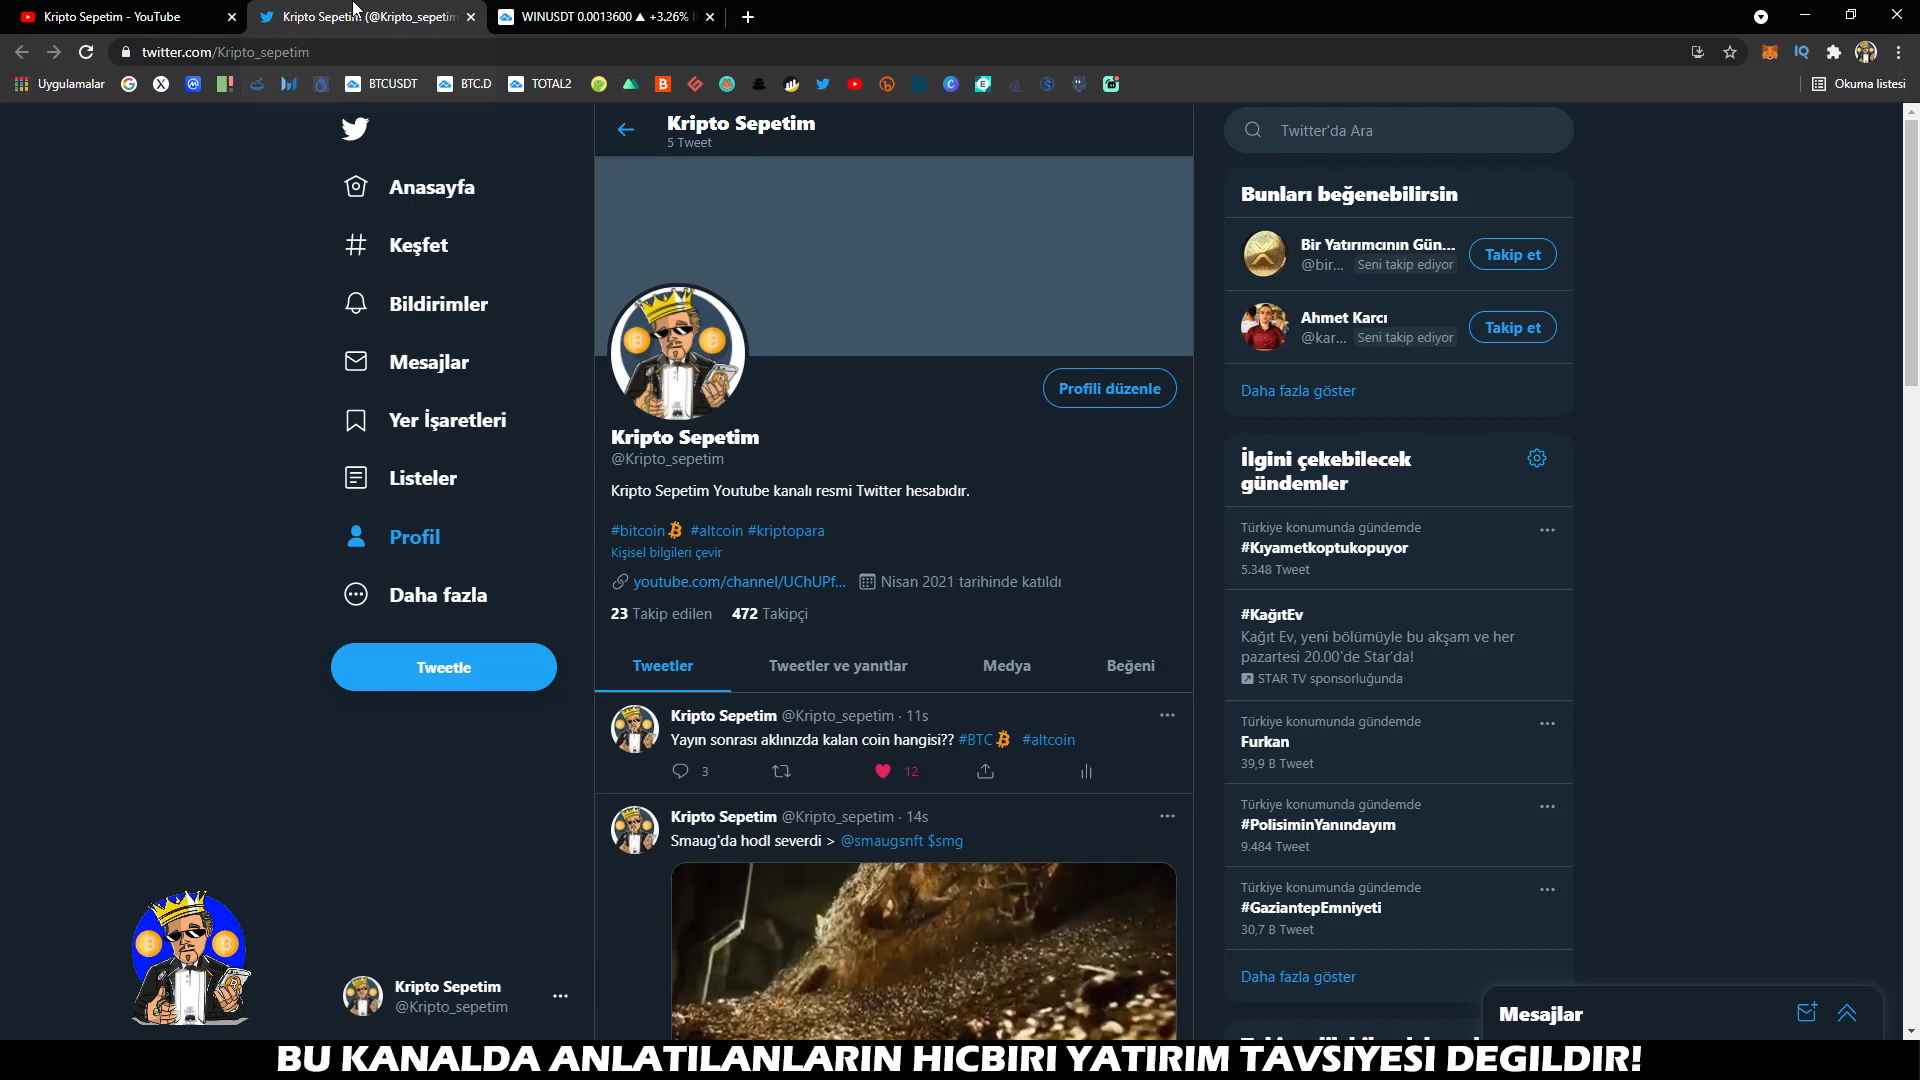 Kripto Sepetim - YouTube
Kripto Sepetim (@Kripto_sepetim
WINUSDT 0.0013600 ▲ +3.26%
twitter.com/Kripto_sepetim
Uygulamalar
BTCUSDT
BTC.D
TOTAL2
Okuma listesi
Anasayfa
Keşfet
Bildirimler
Mesajlar
Yer İşaretleri
Listeler
Profil
Daha fazla
Tweetle
Kripto Sepetim
@Kripto_sepetim
Kripto Sepetim
5 Tweet
Profili düzenle
Kripto Sepetim
@Kripto_sepetim
Kripto Sepetim Youtube kanalı resmi Twitter hesabıdır.
#bitcoin #altcoin #kriptopara
Kişisel bilgileri çevir
youtube.com/channel/UChUPf... Nisan 2021 tarihinde katıldı
23 Takip edilen 472 Takipçi
Tweetler Tweetler ve yanıtlar Medya Beğeni
Kripto Sepetim @Kripto_sepetim · 11s
Yayın sonrası aklınızda kalan coin hangisi?? #BTC #altcoin
3 12
Kripto Sepetim @Kripto_sepetim · 14s
Smaug'da hodl severdi > @smaugsnft $smg
Twitter'da Ara
Bunları beğenebilirsin
Bir Yatırımcının Gün...
@bir... Seni takip ediyor
Takip et
Ahmet Karcı
@kar... Seni takip ediyor
Takip et
Daha fazla göster
İlgini çekebilecek
gündemler
Türkiye konumunda gündemde
#Kıyametkoptukopuyor
5.348 Tweet
#KağıtEv
Kağıt Ev, yeni bölümüyle bu akşam ve her
pazartesi 20.00'de Star'da!
STAR TV sponsorluğunda
Türkiye konumunda gündemde
Furkan
39,9 B Tweet
Türkiye konumunda gündemde
#PolisiminYanındayım
9.484 Tweet
Türkiye konumunda gündemde
#GaziantepEmniyeti
30,7 B Tweet
Daha fazla göster
Mesajlar
BU KANALDA ANLATILANLARIN HICBIRI YATIRIM TAVSIYESI DEGILDIR!